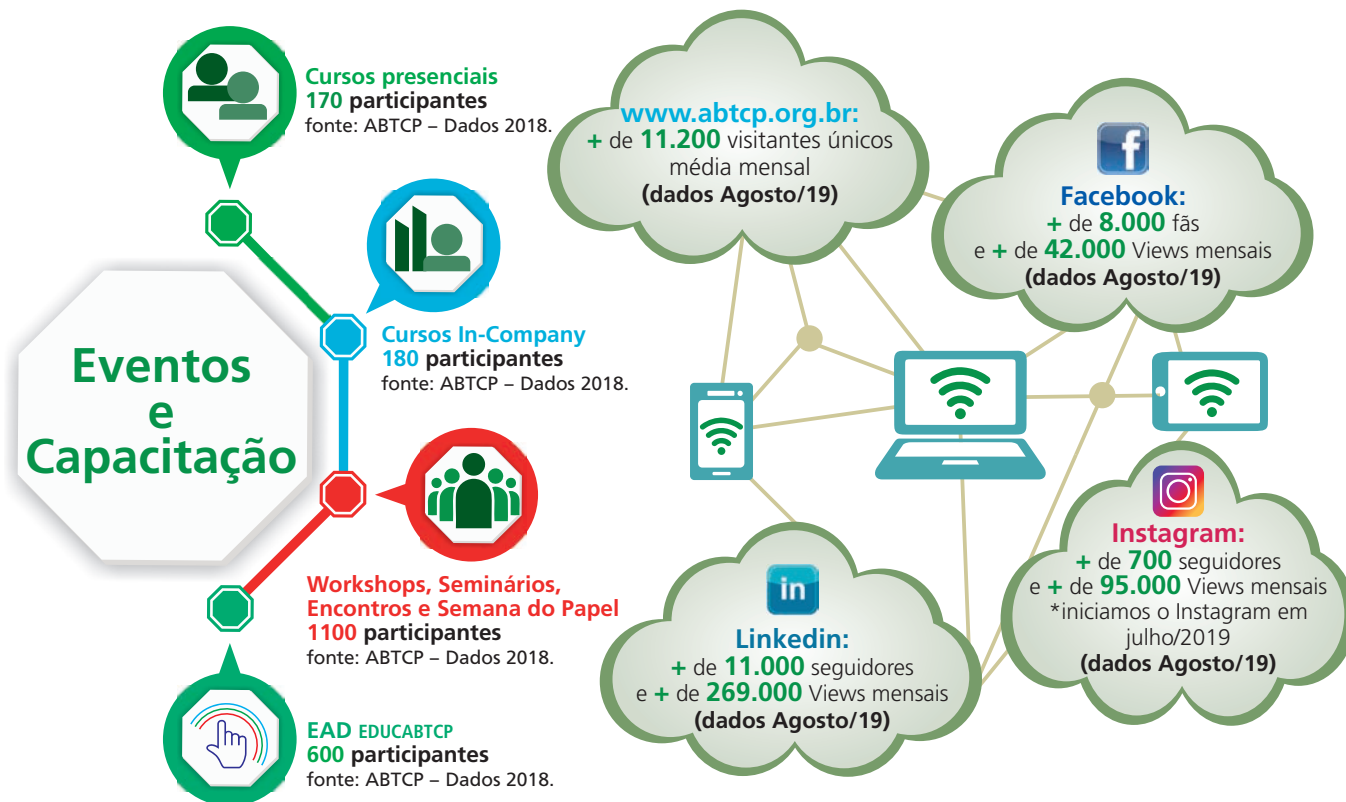 Eventos
e
Capacitação
Cursos presenciais
170 participantes
fonte: ABTCP – Dados 2018.
Cursos In-Company
180 participantes
fonte: ABTCP – Dados 2018.
Workshops, Seminários,
Encontros e Semana do Papel
1100 participantes
fonte: ABTCP – Dados 2018.
EAD EDUCABTCP
600 participantes
fonte: ABTCP – Dados 2018.
www.abtcp.org.br:
+ de 11.200 visitantes únicos
média mensal
(dados Agosto/19)
f
Facebook:
+ de 8.000 fãs
e + de 42.000 Views mensais
(dados Agosto/19)
in
Linkedin:
+ de 11.000 seguidores
e + de 269.000 Views mensais
(dados Agosto/19)
Instagram:
+ de 700 seguidores
e + de 95.000 Views mensais
*iniciamos o Instagram em
julho/2019
(dados Agosto/19)